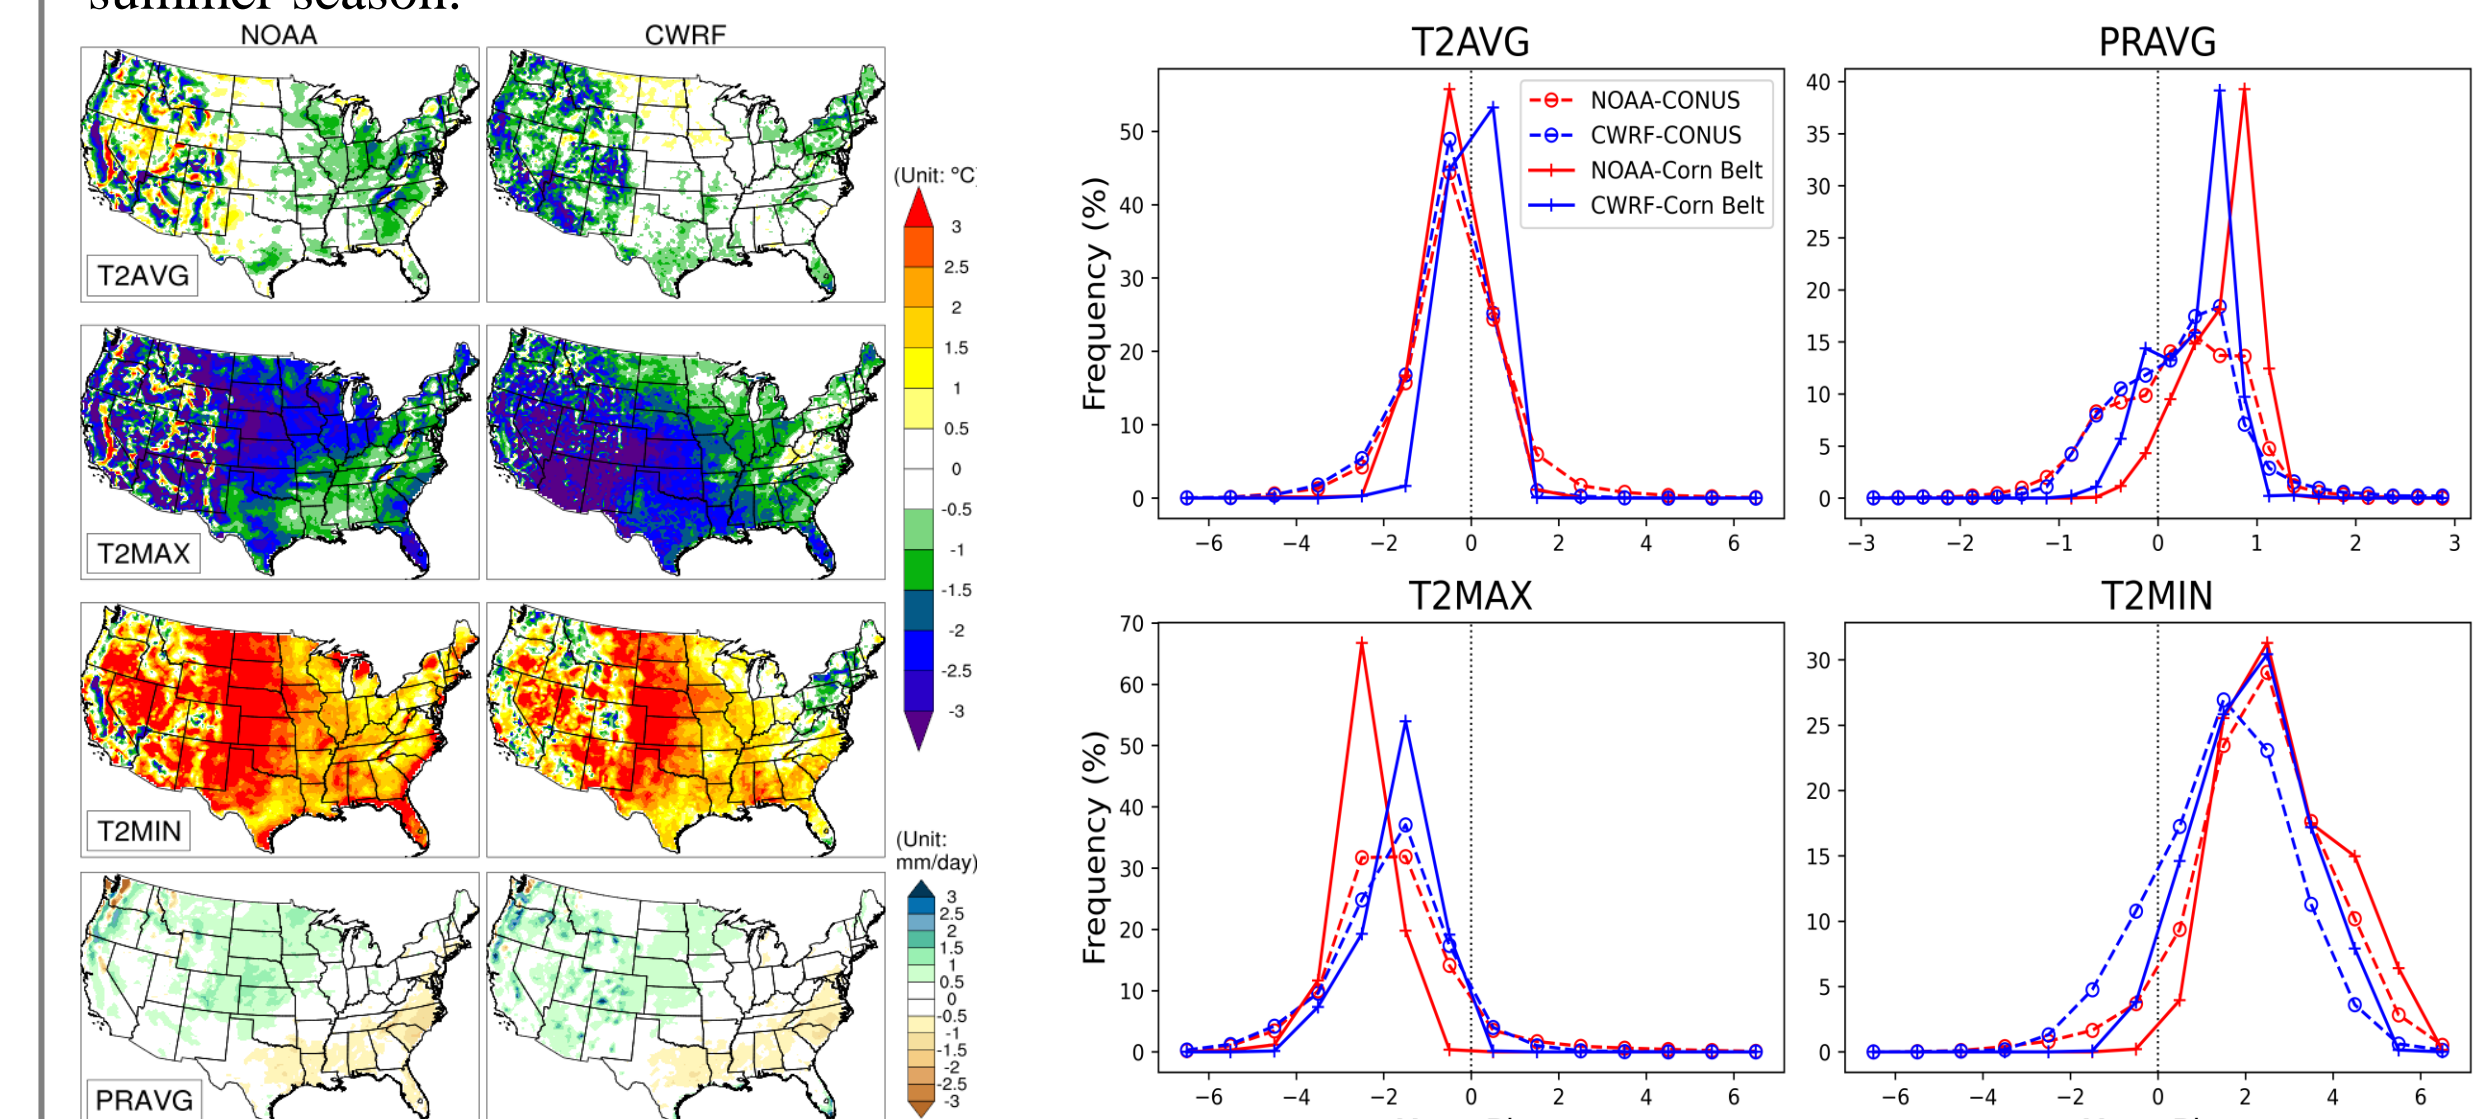 summer season.
NOAA
CWRF
T2AVG
T2MAX
T2MIN
PRAVG
(Unit: °C)
3
2.5
2
1.5
1
0.5
0
-0.5
-1
-1.5
-2
-2.5
-3
(Unit:
mm/day)
3
2.5
2
1.5
1
0.5
0
-0.5
-1
-1.5
-2
-2.5
-3
T2AVG
Frequency (%)
50
40
30
20
10
0
−6 −4 −2 0 2 4 6
NOAA-CONUS
CWRF-CONUS
NOAA-Corn Belt
CWRF-Corn Belt
PRAVG
40
35
30
25
20
15
10
5
0
−3 −2 −1 0 1 2 3
T2MAX
Frequency (%)
70
60
50
40
30
20
10
0
−6 −4 −2 0 2 4 6
T2MIN
30
25
20
15
10
5
0
−6 −4 −2 0 2 4 6